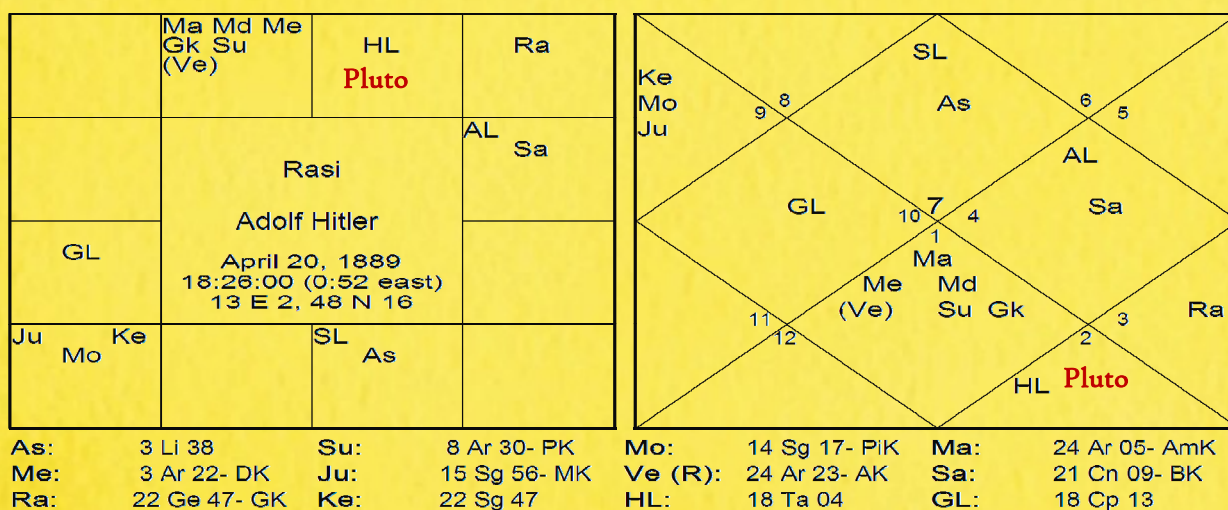 Ma Md Me
Gk Su
(Ve)
HL
Pluto
Ra
AL
Sa
Rasi
Adolf Hitler
April 20, 1889
18:26:00 (0:52 east)
13 E 2, 48 N 16
GL
Ju Ke
Mo
SL
As
SL
As
Ke
Mo
Ju
9 8
6 5
AL
GL
Sa
10 7 4
1
Ma
Me Md
(Ve) Su Gk
Ra
11 12
2 3
HL Pluto
As: 3 Li 38 Su: 8 Ar 30- PK Mo: 14 Sg 17- PiK Ma: 24 Ar 05- AmK
Me: 3 Ar 22- DK Ju: 15 Sg 56- MK Ve (R): 24 Ar 23- AK Sa: 21 Cn 09- BK
Ra: 22 Ge 47- GK Ke: 22 Sg 47 HL: 18 Ta 04 GL: 18 Cp 13